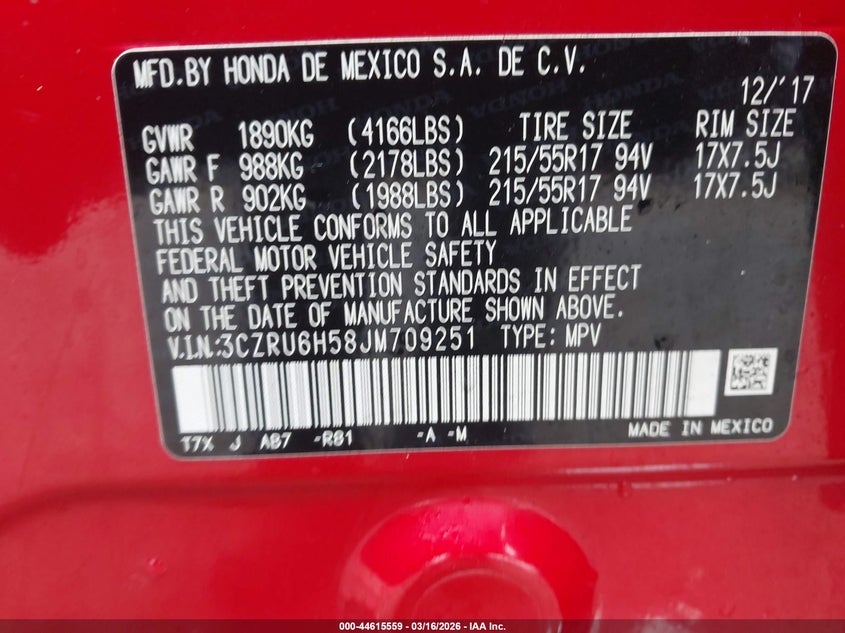 MFD.BY HONDA DE MEXICO S.A. DE C.V.
12/'17
GVWR 1890KG (4166LBS) TIRE SIZE RIM SIZE
GAWR F 988KG (2178LBS) 215/55R17 94V 17X7.5J
GAWR R 902KG (1988LBS) 215/55R17 94V 17X7.5J
THIS VEHICLE CONFORMS TO ALL APPLICABLE
FEDERAL MOTOR VEHICLE SAFETY
AND THEFT PREVENTION STANDARDS IN EFFECT
ON THE DATE OF MANUFACTURE SHOWN ABOVE.
V.I.N.:3CZRU6H58JM709251 TYPE: MPV
T7X J AB7 -R81 -A -M MADE IN MEXICO
000-44615559 - 03/16/2026 - IAA Inc.